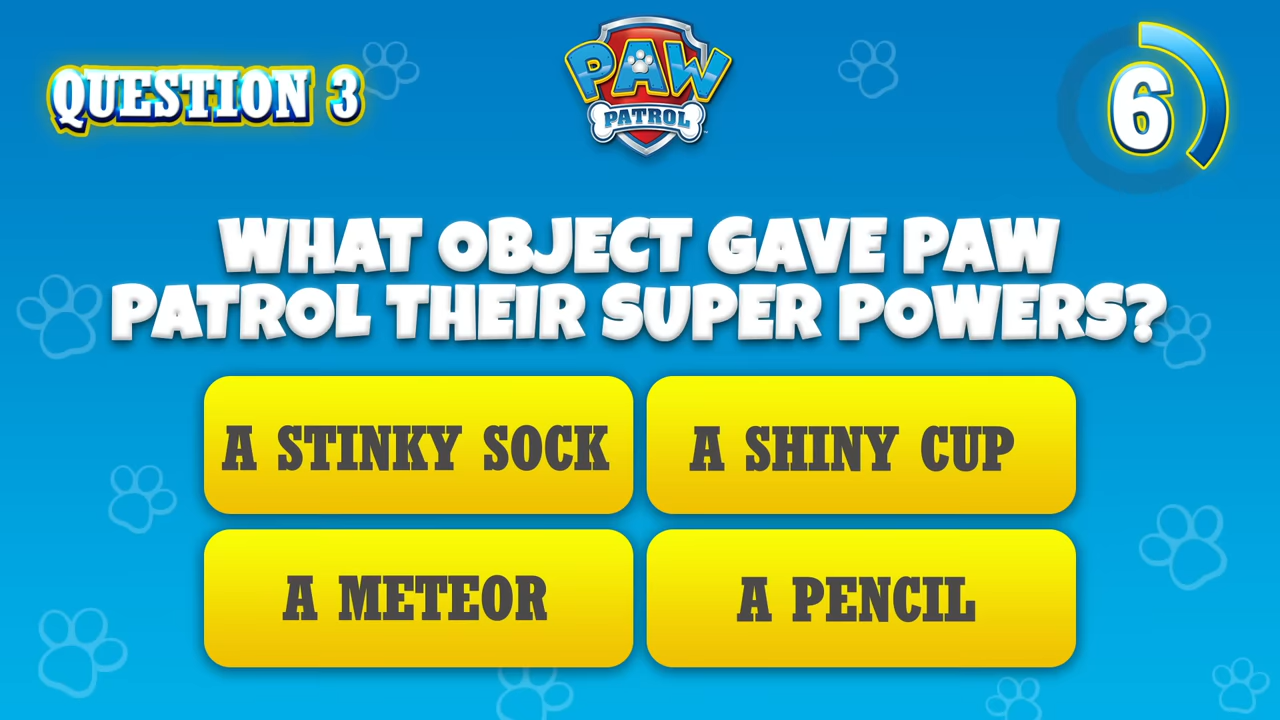 QUESTION 3
PAW
PATROL
6
WHAT OBJECT GAVE PAW
PATROL THEIR SUPER POWERS?
A STINKY SOCK
A SHINY CUP
A METEOR
A PENCIL